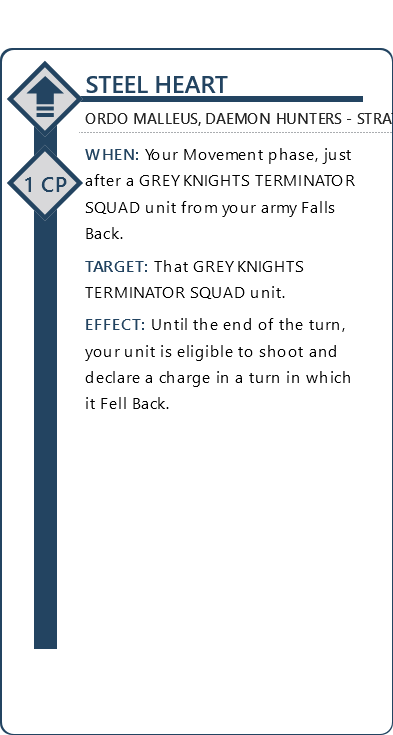 STEEL HEART
ORDO MALLEUS, DAEMON HUNTERS - STRA
1 CP
WHEN: Your Movement phase, just
after a GREY KNIGHTS TERMINATOR
SQUAD unit from your army Falls
Back.
TARGET: That GREY KNIGHTS
TERMINATOR SQUAD unit.
EFFECT: Until the end of the turn,
your unit is eligible to shoot and
declare a charge in a turn in which
it Fell Back.